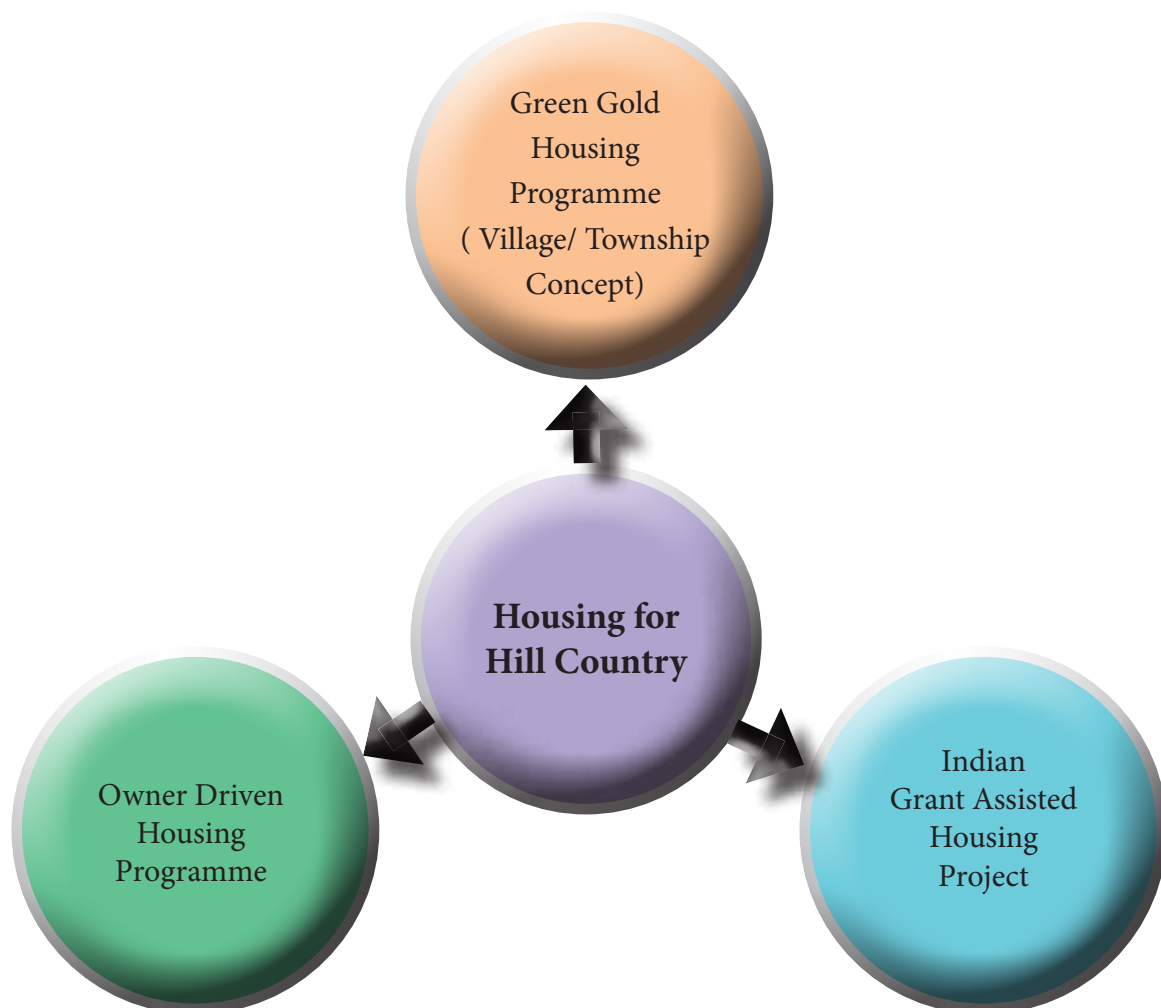 Green Gold
Housing
Programme
( Village/ Township
Concept)
Housing for
Hill Country
Owner Driven
Housing
Programme
Indian
Grant Assisted
Housing
Project